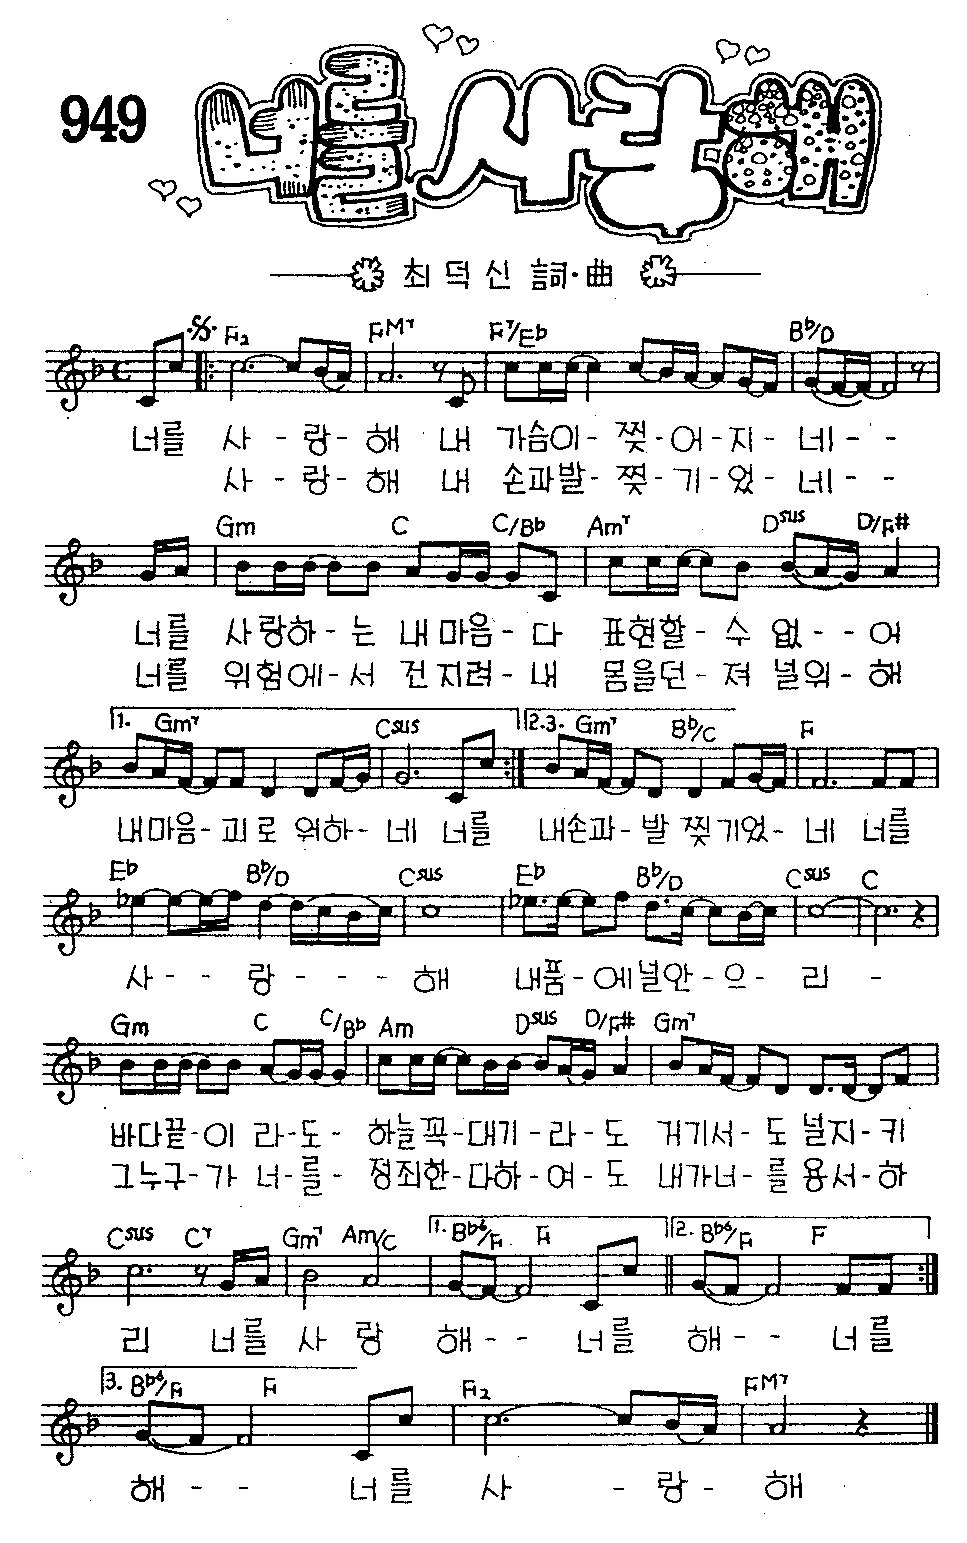 949
너를 사랑해
최덕신 詞·曲
F2 FM7 F7/Eb Bb/D
너를 사 - 랑 - 해 내 가슴이 - 찢 - 어 - 지 - 네 - -
사 - 랑 - 해 내 손과발 - 찢 - 기 - 었 - 네 - -
Gm C C/Bb Am7 Dsus D/F#
너를 사랑하 - 는 내마음 - 다 표현할 - 수 없 - - 어
너를 위험에 - 서 건지려 - 내 몸을던 - 져 널위 - 해
1. Gm7 Csus 2.3. Gm7 Bb/C F
내마음 - 괴로워하 - 네 너를 내손과 - 발 찢기었 - 네 너를
Eb Bb/D Csus Eb Bb/D Csus C
사 - - 랑 - - - 해 내품 - 에널안 - 으 - 리 -
Gm C C/Bb Am Dsus D/F# Gm7
바다끝 - 이라 - 도 - 하늘꼭 - 대기 - 라 - 도 거기서 - 도널지 - 키
그누구 - 가 너 - 를 - 정죄한 - 다하 - 여 - 도 내가너 - 를용서 - 하
Csus C7 Gm7 Am/C 1. Bb6/F F 2. Bb6/F F
리 너를 사 랑 해 - - 너를 해 - - 너를
3. Bb6/F F F2 FM7
해 - - 너를 사 - 랑 - 해